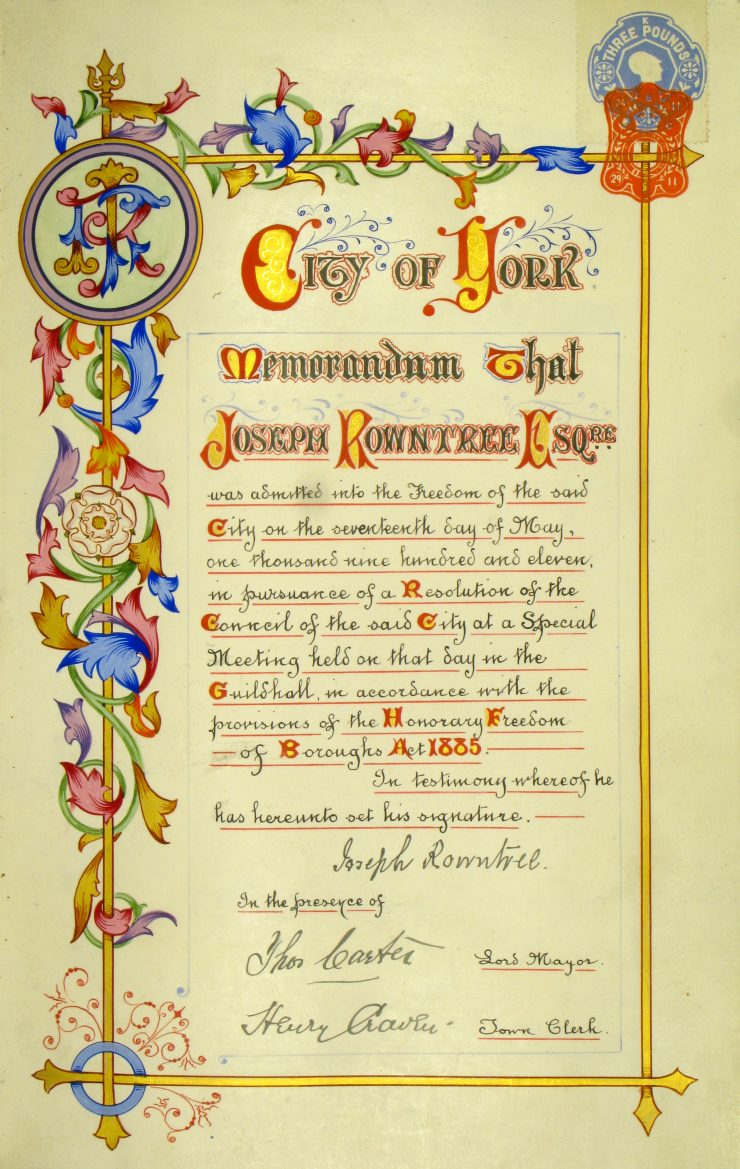 K
THREE POUNDS
29 11
JR
City of York
Memorandum That
Joseph Rowntree Esqre
was admitted into the Freedom of the said
City on the seventeenth day of May,
one thousand nine hundred and eleven,
in pursuance of a Resolution of the
Council of the said City at a Special
Meeting held on that day in the
Guildhall, in accordance with the
provisions of the Honorary Freedom
— of Boroughs Act 1885. —
In testimony whereof he
has hereunto set his signature. —
Joseph Rowntree.
In the presence of
Thos Carter Lord Mayor.
Henry Craven. Town Clerk.